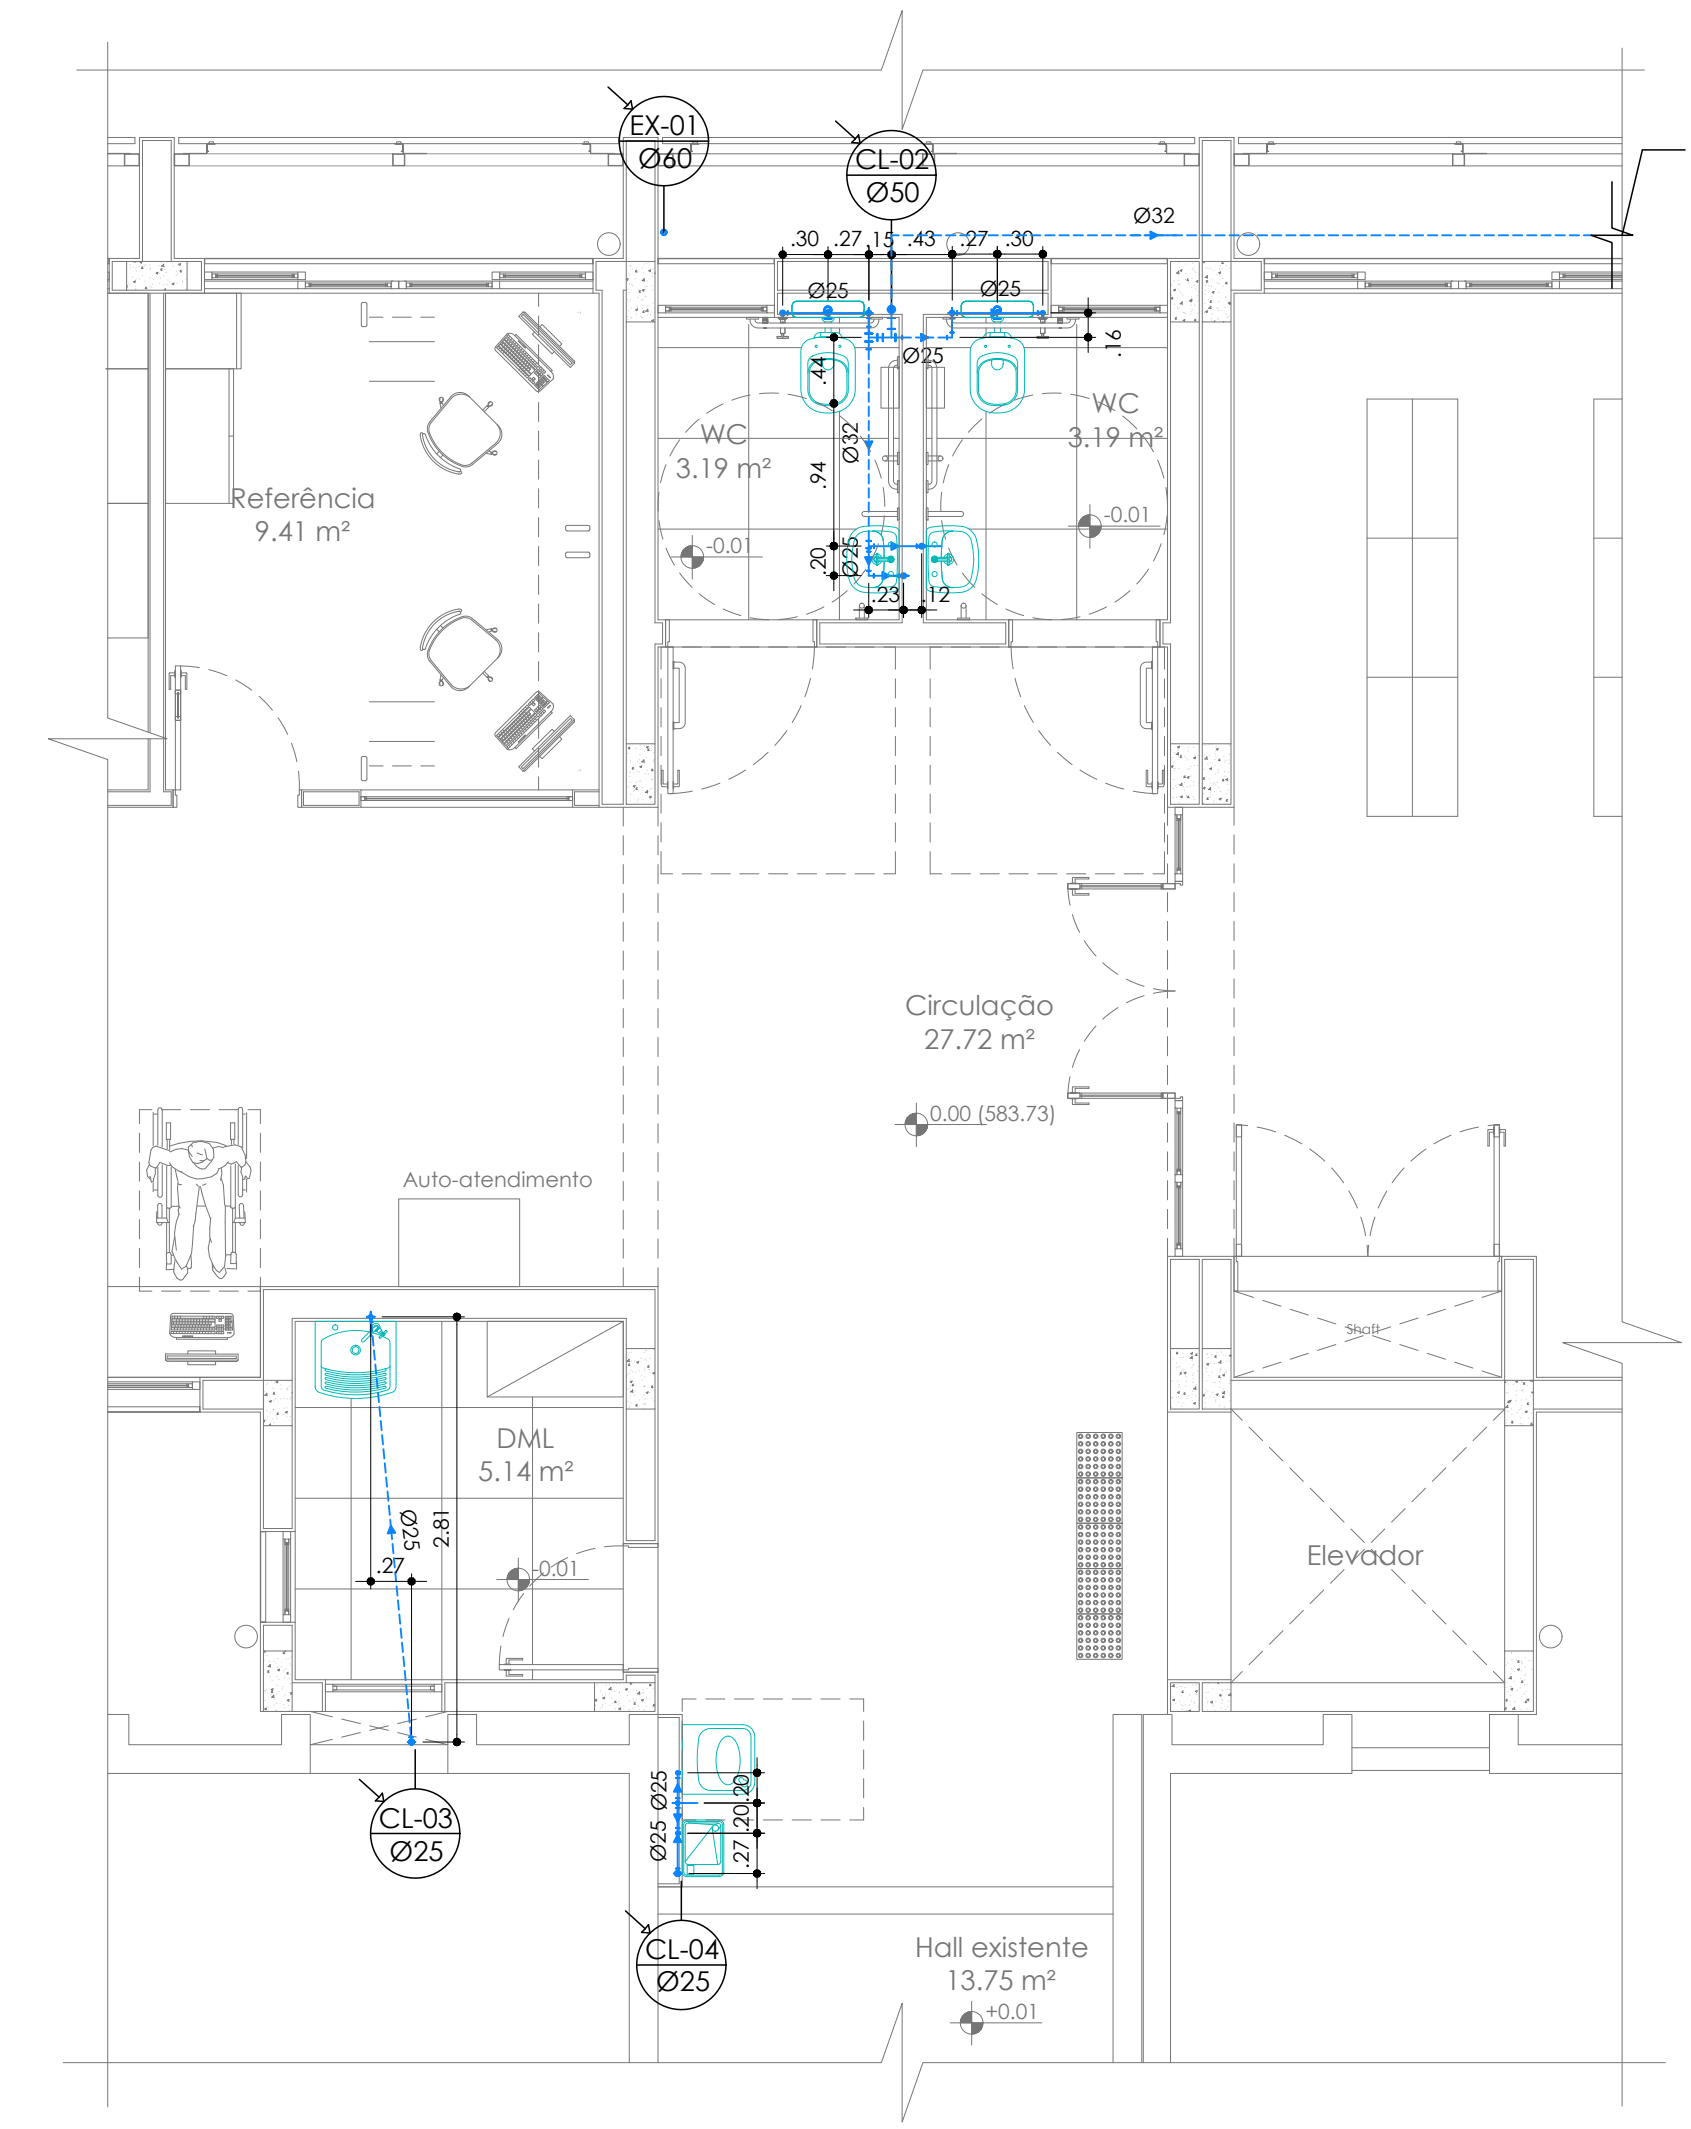 EX-01
Ø60
CL-02
Ø50
Ø32
.30
.27
.15
.43
.27
.30
Ø25
Ø25
.16
Ø25
.44
WC
3.19 m²
WC
3.19 m²
Ø32
.94
Referência
9.41 m²
-0.01
-0.01
.20
Ø25
.23
.12
Circulação
27.72 m²
0.00 (583.73)
Auto-atendimento
Shaft
DML
5.14 m²
Ø25
2.81
.27
-0.01
Elevador
Ø25
.20
Ø25
.20
.27
CL-03
Ø25
CL-04
Ø25
Hall existente
13.75 m²
+0.01